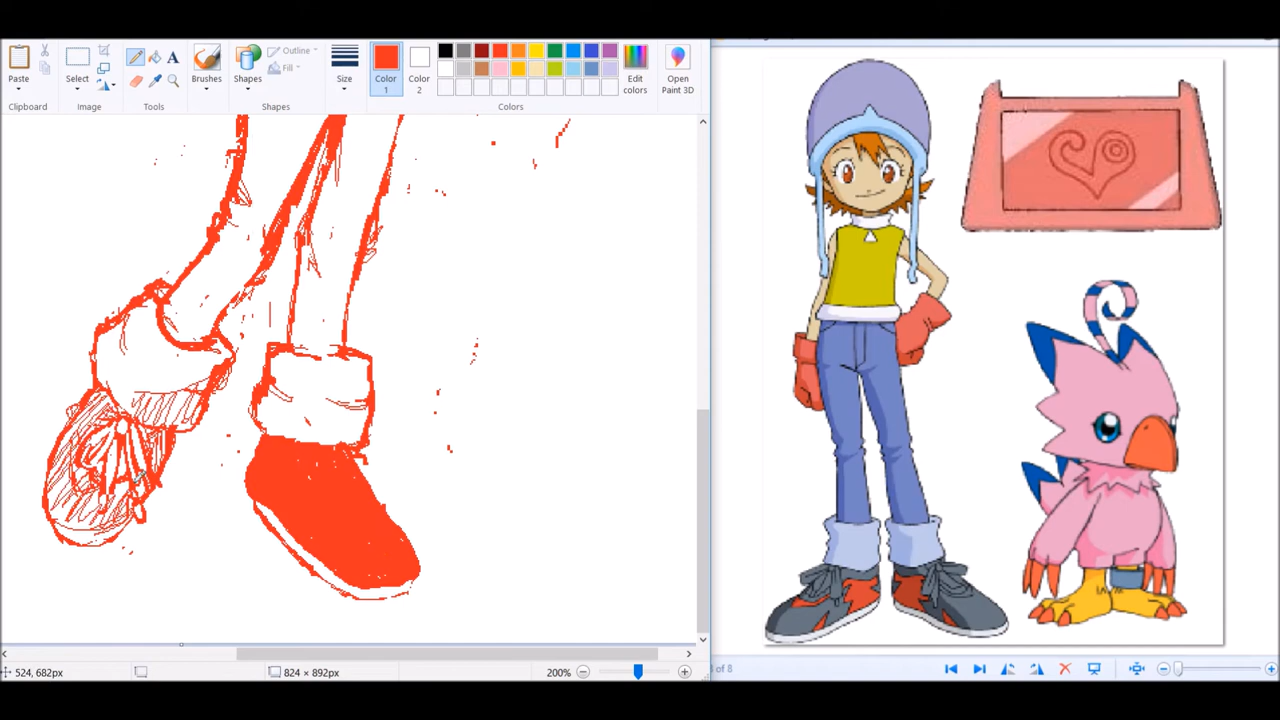 Paste
Select
Brushes
Shapes
Outline
Fill
Size
Color 1
Color 2
Edit colors
Open Paint 3D
Clipboard
Image
Tools
Shapes
Colors
524, 682px
824 × 892px
200%
of 8